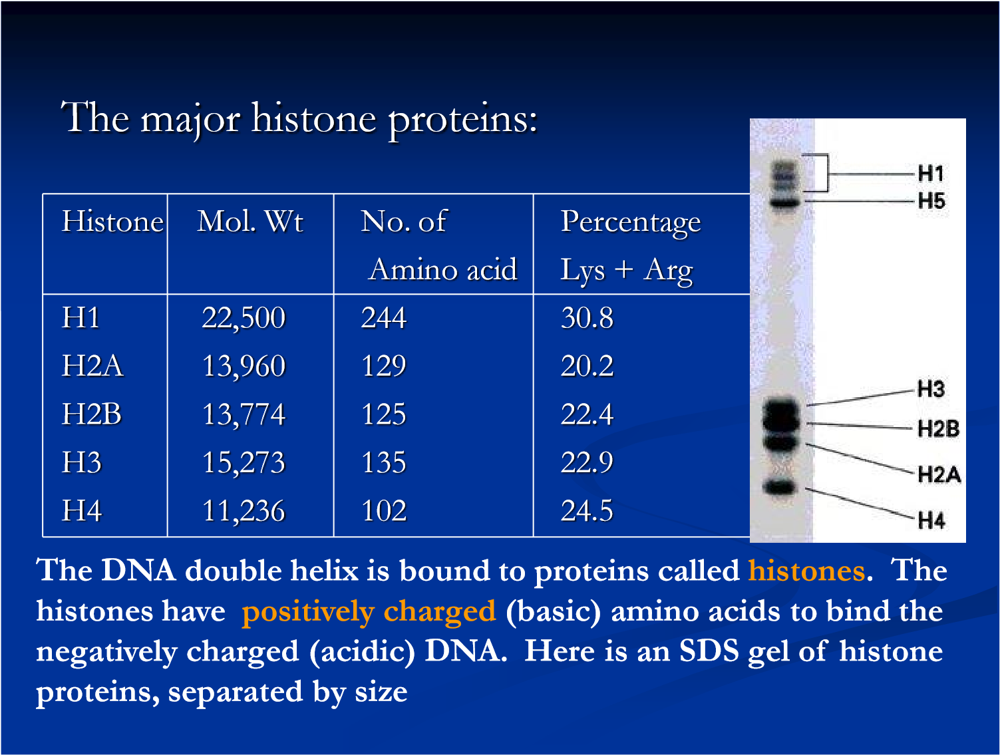 The major histone proteins:
Histone Mol. Wt No. of Percentage
Amino acid Lys + Arg
H1 22,500 244 30.8
H2A 13,960 129 20.2
H2B 13,774 125 22.4
H3 15,273 135 22.9
H4 11,236 102 24.5
H1
H5
H3
H2B
H2A
H4
The DNA double helix is bound to proteins called histones. The
histones have positively charged (basic) amino acids to bind the
negatively charged (acidic) DNA. Here is an SDS gel of histone
proteins, separated by size